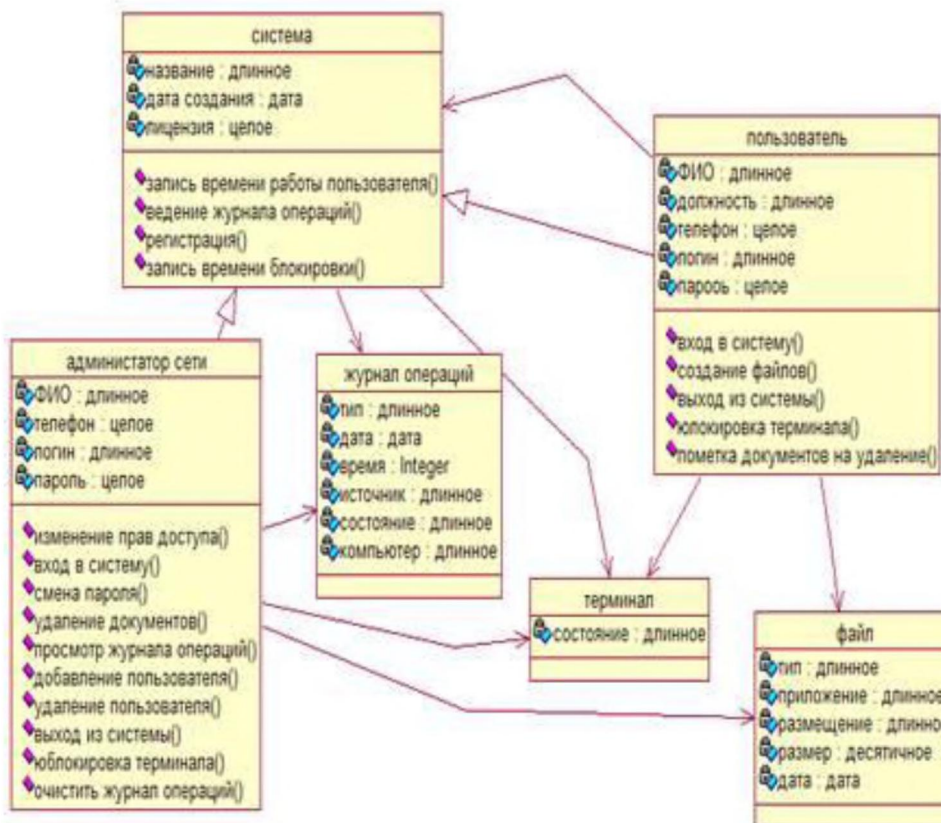 система
название : длинное
дата создания : дата
лицензия : целое
запись времени работы пользователя()
ведение журнала операций()
регистрация()
запись времени блокировки()
пользователь
ФИО : длинное
должность : длинное
телефон : целое
логин : длинное
парооь : целое
вход в систему()
создание файлов()
выход из системы()
юлокировка терминала()
пометка документов на удаление()
администатор сети
ФИО : длинное
телефон : целое
логин : длинное
пароль : целое
изменение прав доступа()
вход в систему()
смена пароля()
удаление документов()
просмотр журнала операций()
добавление пользователя()
удаление пользователя()
выход из системы()
юблокировка терминала()
очистить журнал операций()
журнал операций
тип : длинное
дата : дата
время : Integer
источник : длинное
состояние : длинное
компьютер : длинное
терминал
состояние : длинное
файл
тип : длинное
приложение : длинное
размещение : длинно
размер : десятичное
дата : дата